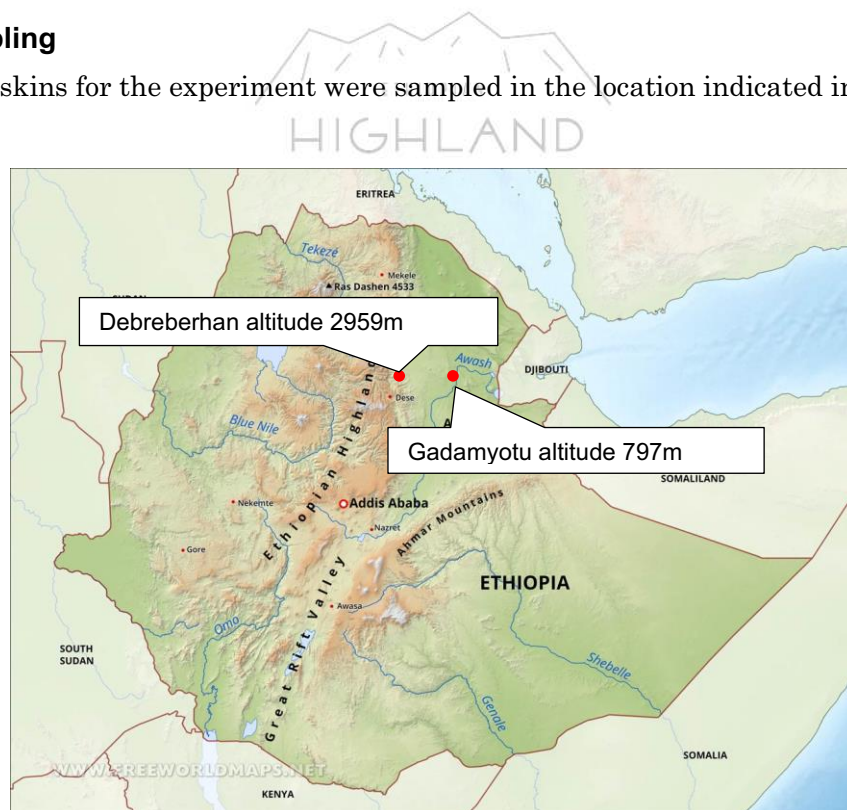 pling
skins for the experiment were sampled in the location indicated in
HIGHLAND
ERITREA
Tekezé
Mekele
Ras Dashen 4533
Debreberhan altitude 2959m
Awash
DJIBOUTI
Dese
Blue Nile
Gadamyotu altitude 797m
SOMALILAND
Ethiopian Highland
Nekemte
Addis Ababa
Nazret
Ahmar Mountains
Gore
ETHIOPIA
Great Rift Valley
Awasa
Omo
SOUTH
SUDAN
Shebelle
Genale
SOMALIA
WWW.FREEWORLDMAPS.NET
KENYA